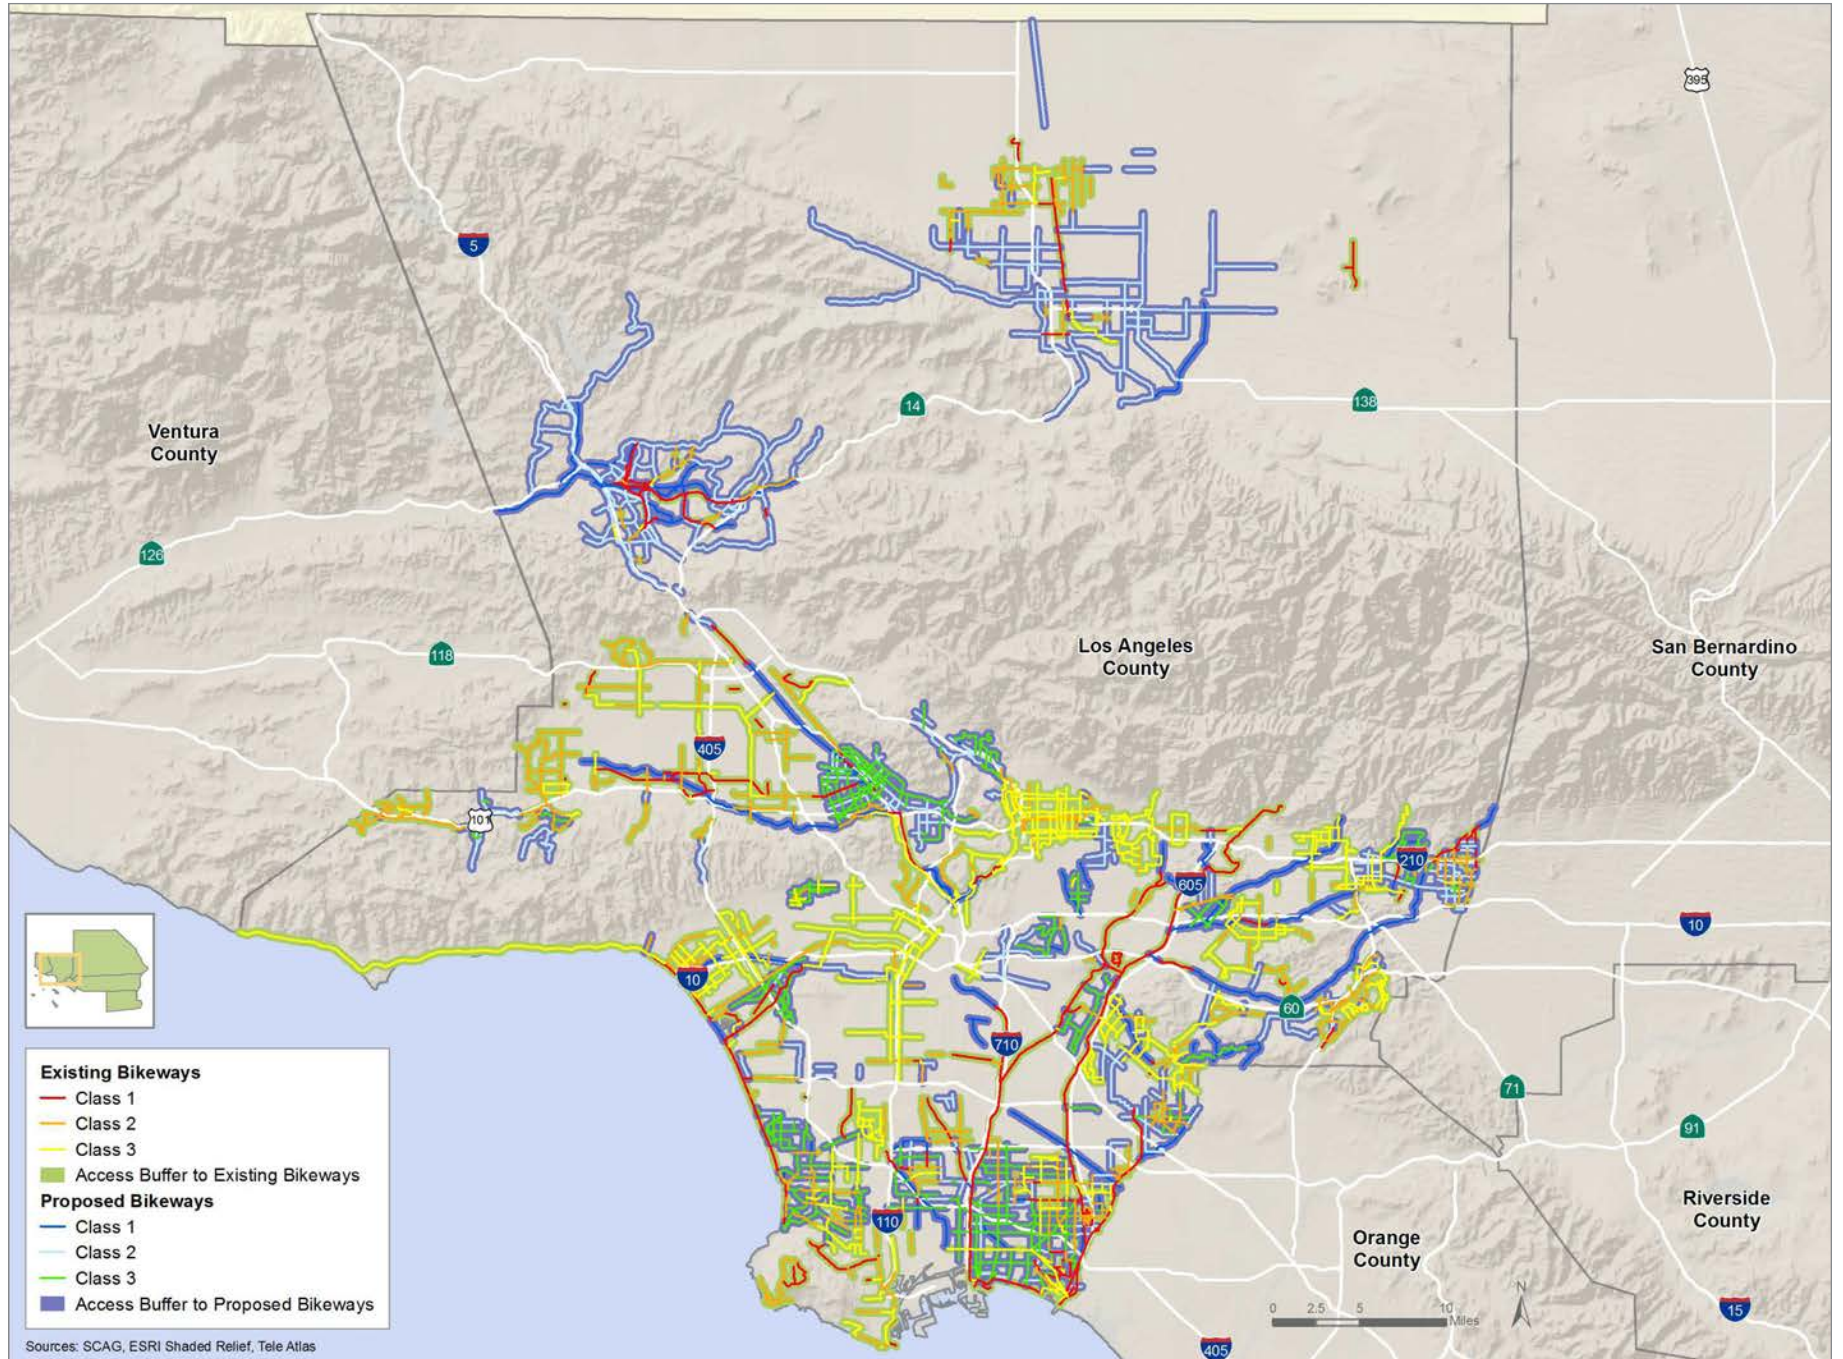 395
5
14
138
Ventura
County
126
118
Los Angeles
County
San Bernardino
County
405
101
210
605
10
10
60
710
71
91
110
Riverside
County
Orange
County
15
405
Existing Bikeways
Class 1
Class 2
Class 3
Access Buffer to Existing Bikeways
Proposed Bikeways
Class 1
Class 2
Class 3
Access Buffer to Proposed Bikeways
N
0 2.5 5 10
Miles
Sources: SCAG, ESRI Shaded Relief, Tele Atlas